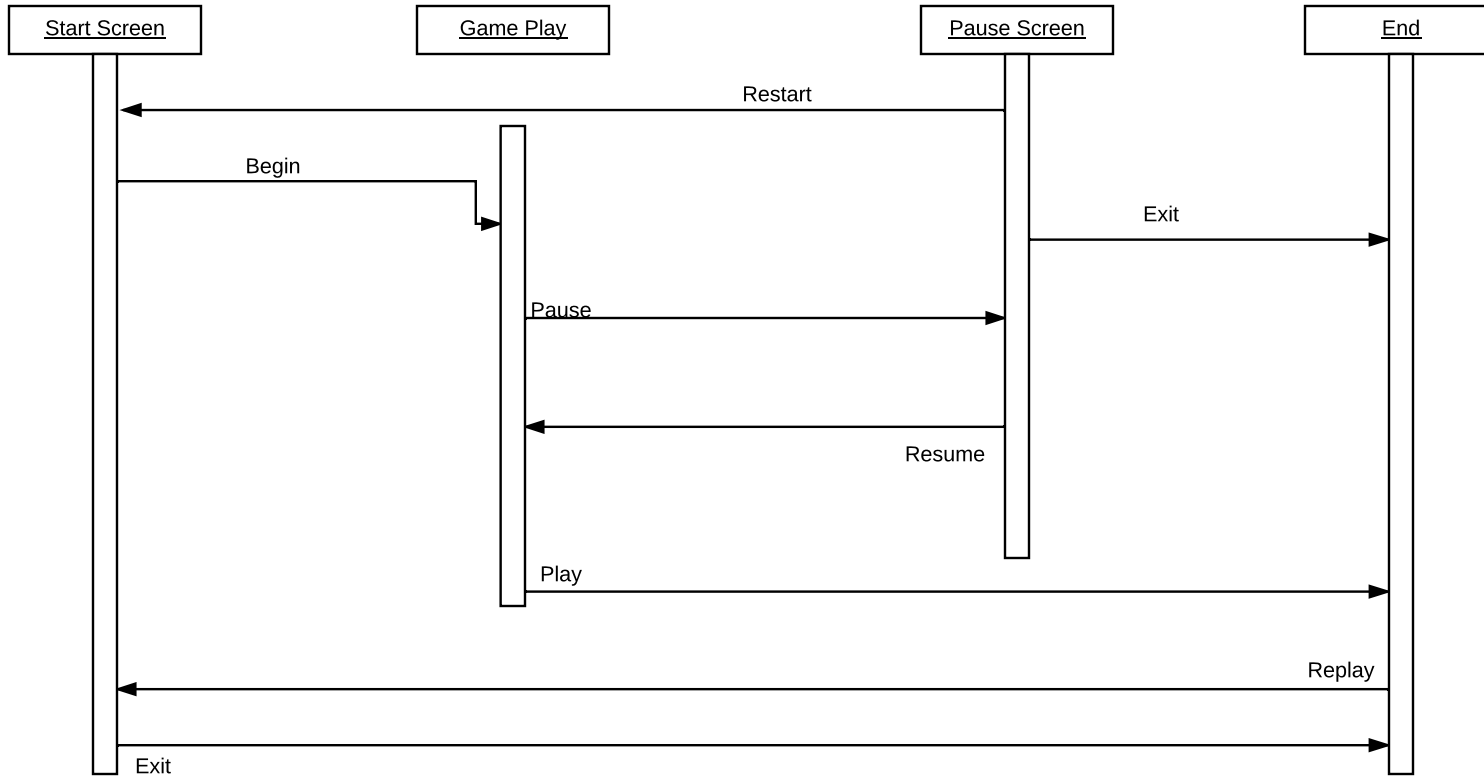 Start Screen
Game Play
Pause Screen
End
Restart
Begin
Exit
Pause
Resume
Play
Replay
Exit